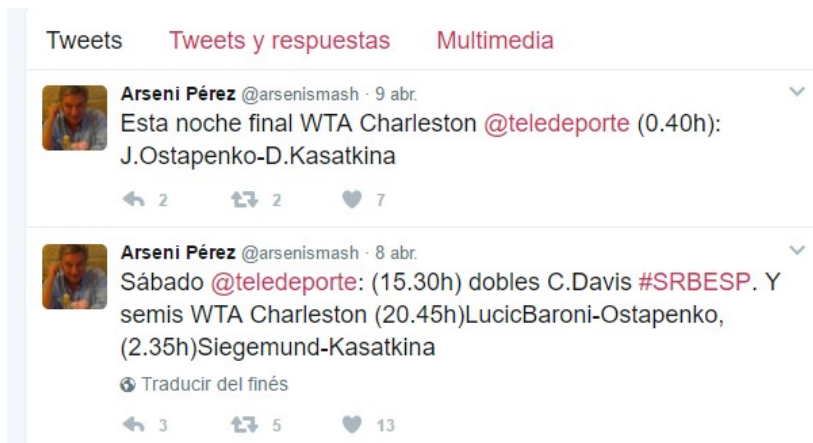 Tweets Tweets y respuestas Multimedia
Arseni Pérez @arsenismash · 9 abr.
Esta noche final WTA Charleston @teledeporte (0.40h):
J.Ostapenko-D.Kasatkina
2 2 7
Arseni Pérez @arsenismash · 8 abr.
Sábado @teledeporte: (15.30h) dobles C.Davis #SRBESP. Y
semis WTA Charleston (20.45h)LucicBaroni-Ostapenko,
(2.35h)Siegemund-Kasatkina
Traducir del finés
3 5 13